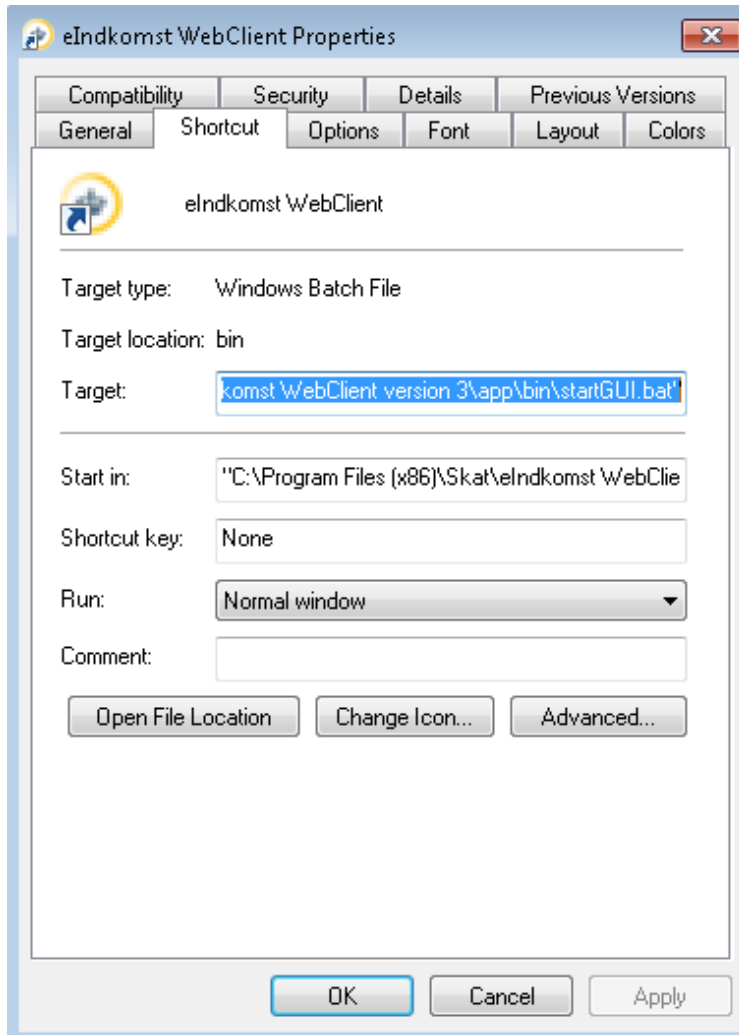 eIndkomst WebClient Properties
Compatibility Security Details Previous Versions
General Shortcut Options Font Layout Colors
eIndkomst WebClient
Target type: Windows Batch File
Target location: bin
Target: komst WebClient version 3\app\bin\startGUI.bat"
Start in: "C:\Program Files (x86)\Skat\eIndkomst WebClie
Shortcut key: None
Run: Normal window
Comment:
Open File Location Change Icon... Advanced...
OK Cancel Apply